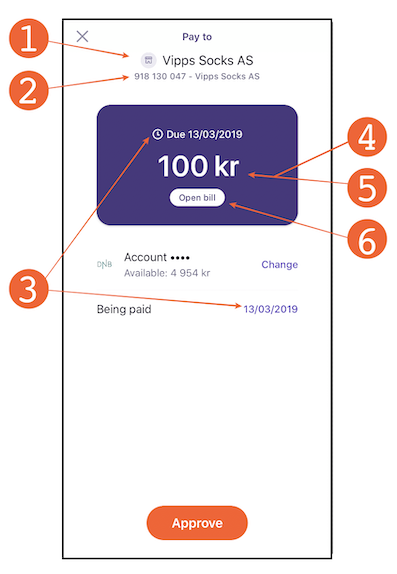 1
Pay to
Vipps Socks AS
2
918 130 047 - Vipps Socks AS
Due 13/03/2019
4
100 kr
5
Open bill
6
DNB
Account ••••
Change
Available: 4 954 kr
3
Being paid
13/03/2019
Approve